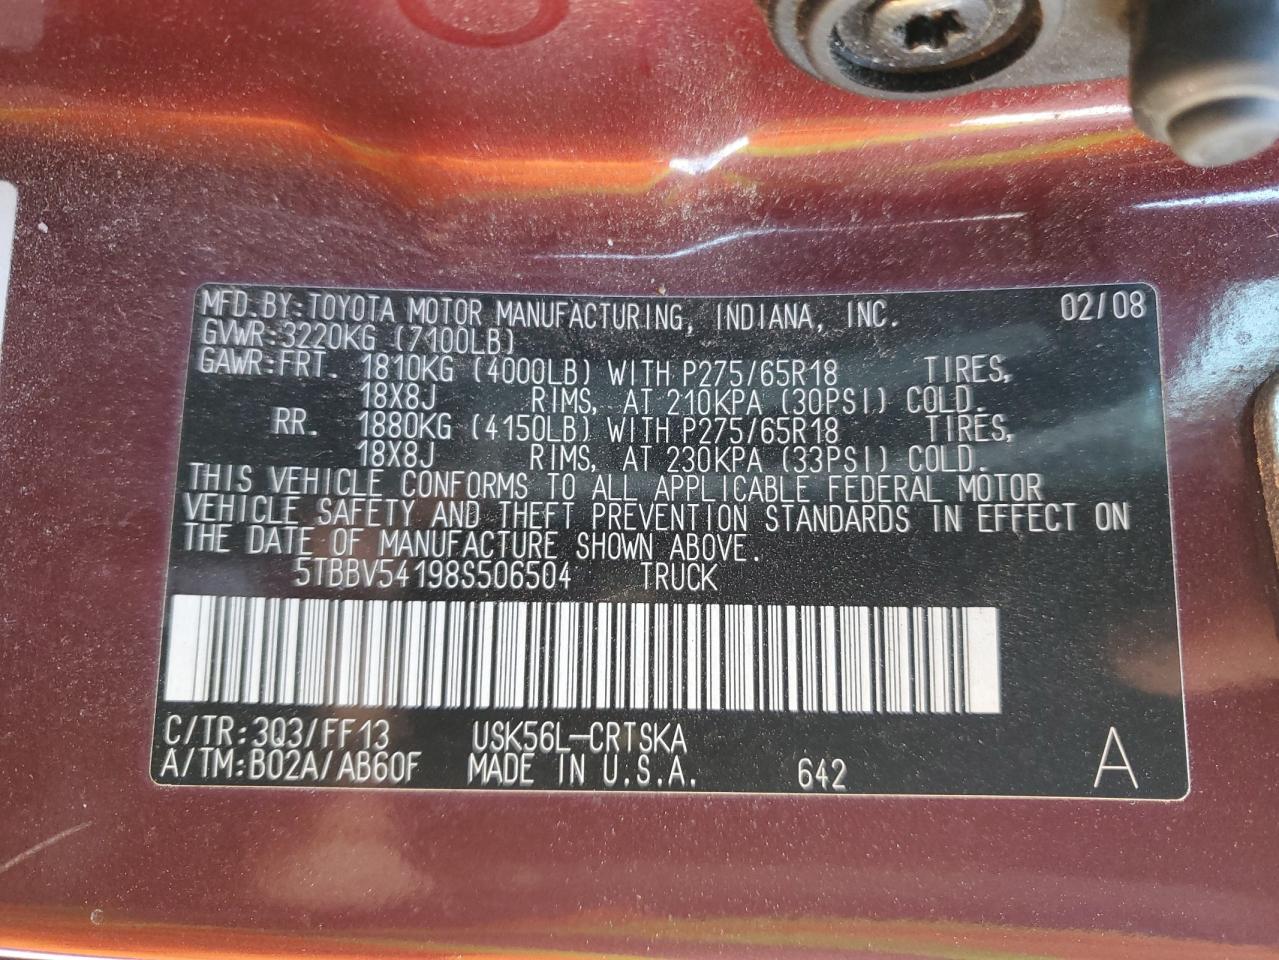 MFD.BY:TOYOTA MOTOR MANUFACTURING, INDIANA, INC. 02/08
GVWR:3220KG (7100LB)
GAWR:FRT. 1810KG (4000LB) WITH P275/65R18 TIRES,
18X8J RIMS, AT 210KPA (30PSI) COLD.
RR. 1880KG (4150LB) WITH P275/65R18 TIRES,
18X8J RIMS, AT 230KPA (33PSI) COLD.
THIS VEHICLE CONFORMS TO ALL APPLICABLE FEDERAL MOTOR
VEHICLE SAFETY AND THEFT PREVENTION STANDARDS IN EFFECT ON
THE DATE OF MANUFACTURE SHOWN ABOVE.
5TBBV54198S506504 TRUCK
C/TR:3Q3/FF13 USK56L-CRTSKA
A/TM:B02A/AB60F MADE IN U.S.A. 642 A